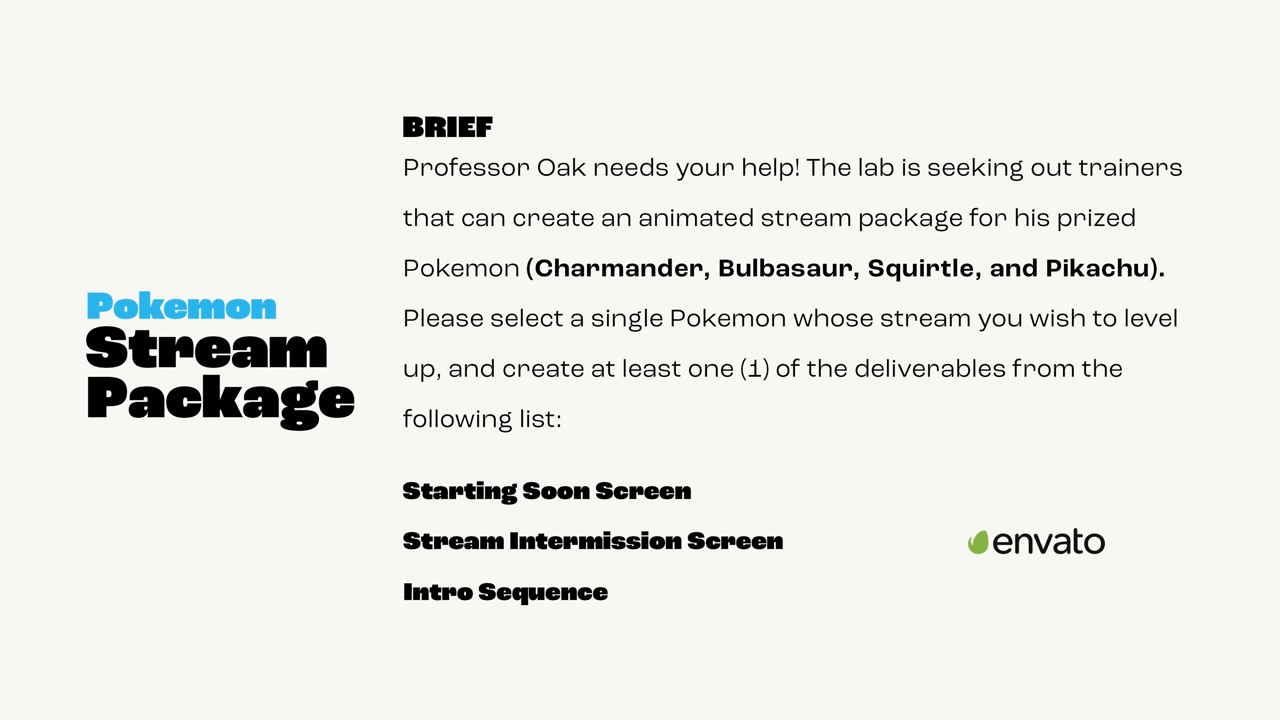 Pokemon
Stream
Package
BRIEF
Professor Oak needs your help! The lab is seeking out trainers
that can create an animated stream package for his prized
Pokemon (Charmander, Bulbasaur, Squirtle, and Pikachu).
Please select a single Pokemon whose stream you wish to level
up, and create at least one (1) of the deliverables from the
following list:
Starting Soon Screen
Stream Intermission Screen
Intro Sequence
envato